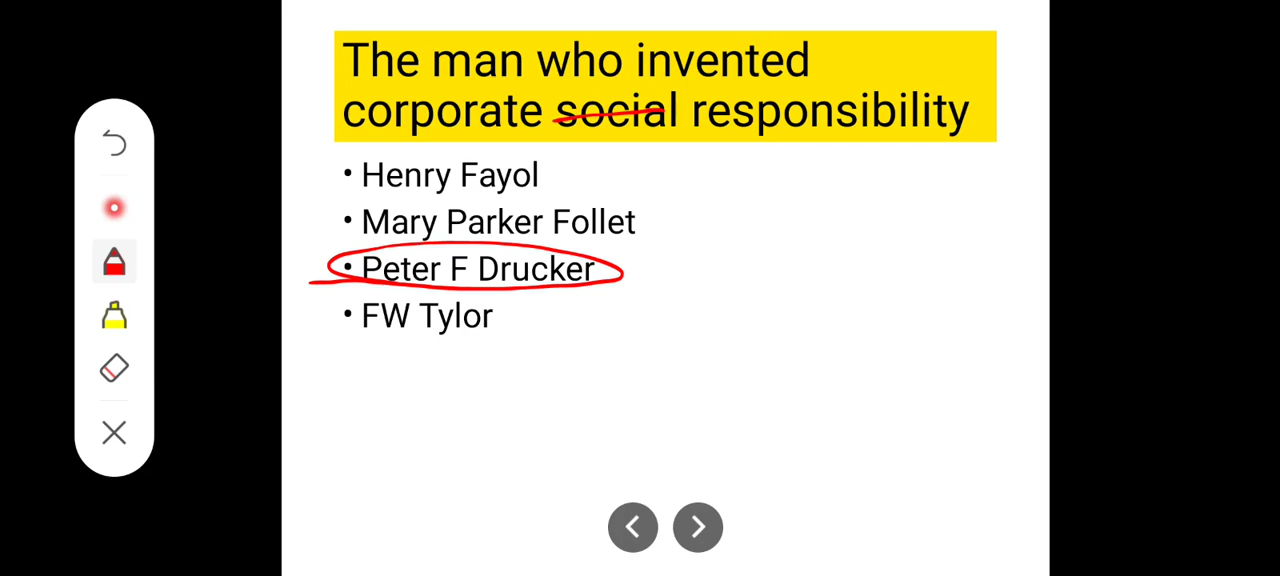 The man who invented
corporate social responsibility
• Henry Fayol
• Mary Parker Follet
• Peter F Drucker
• FW Tylor